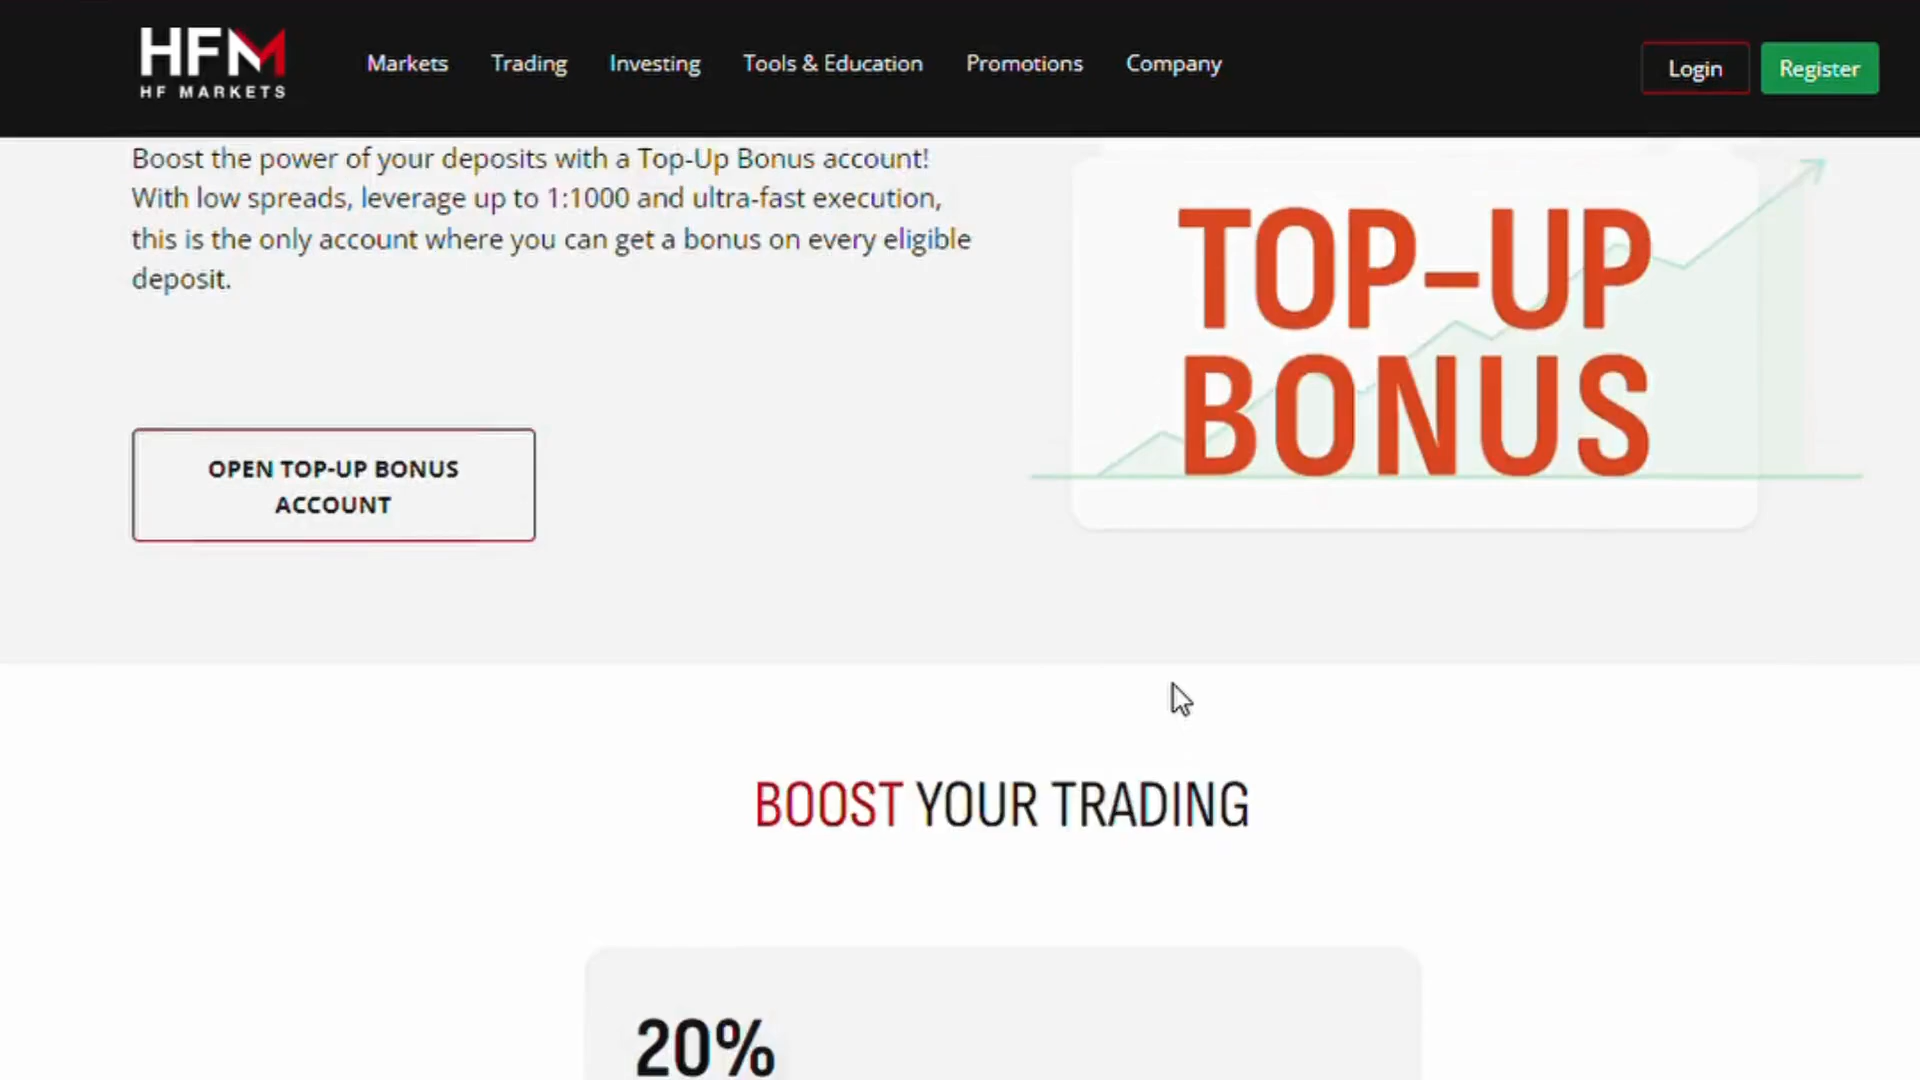 HFM
HF MARKETS
Markets Trading Investing Tools & Education Promotions Company
Login Register
Boost the power of your deposits with a Top-Up Bonus account!
With low spreads, leverage up to 1:1000 and ultra-fast execution,
this is the only account where you can get a bonus on every eligible
deposit.
OPEN TOP-UP BONUS
ACCOUNT
TOP-UP
BONUS
BOOST YOUR TRADING
20%